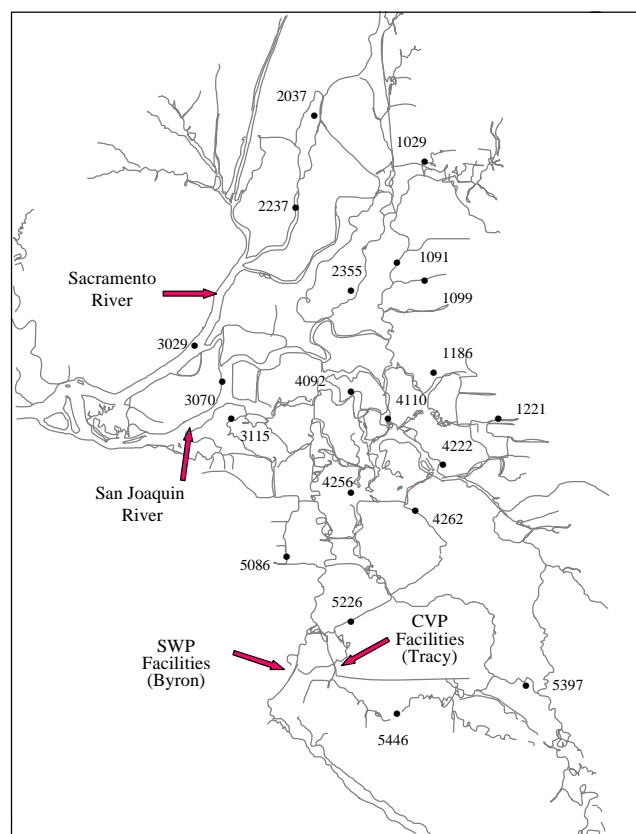 2037
1029
2237
1091
2355
1099
Sacramento
River
3029
1186
3070
4092
4110
1221
3115
4222
San Joaquin
River
4256
4262
5086
5226
SWP
Facilities
(Byron)
CVP
Facilities
(Tracy)
5397
5446